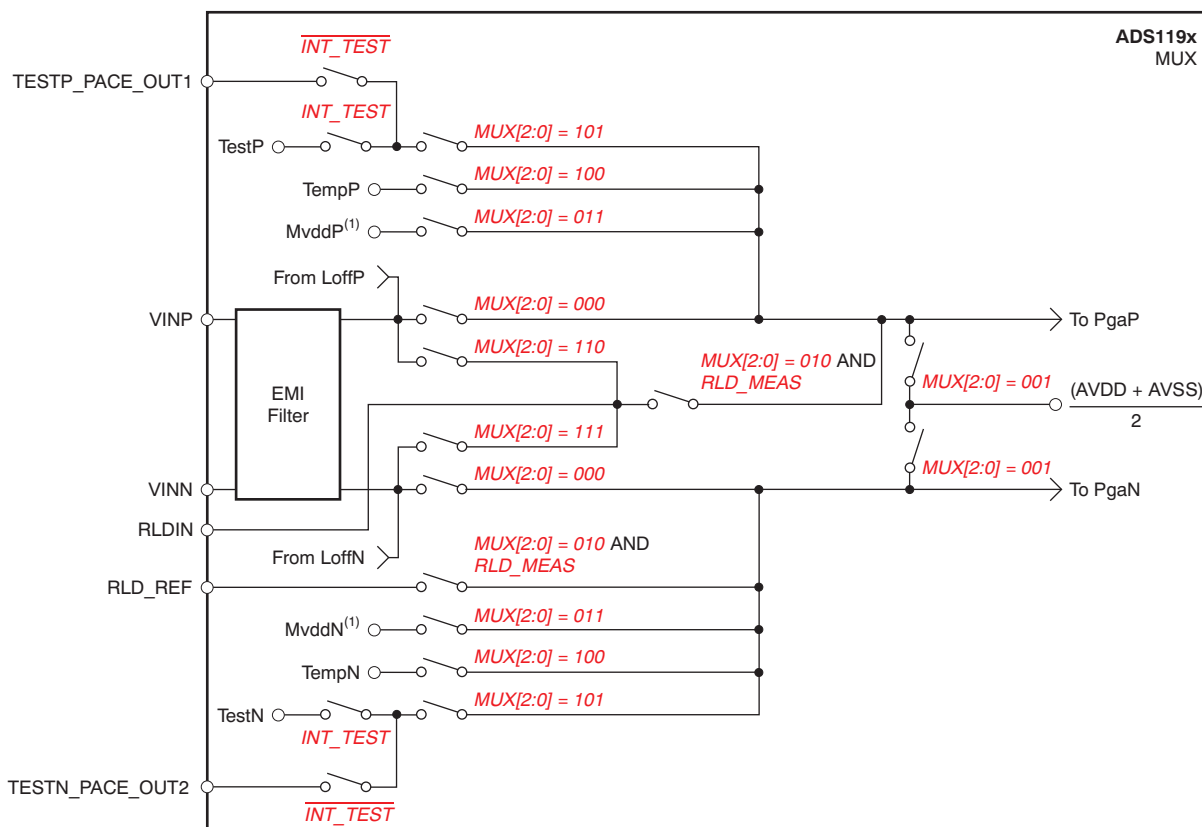 ADS119x
MUX
INT_TEST
TESTP_PACE_OUT1
INT_TEST
TestP
MUX[2:0] = 101
TempP
MUX[2:0] = 100
MvddP(1)
MUX[2:0] = 011
From LoffP
VINP
MUX[2:0] = 000
To PgaP
MUX[2:0] = 110
MUX[2:0] = 010 AND
RLD_MEAS
MUX[2:0] = 001
(AVDD + AVSS)
2
EMI
Filter
MUX[2:0] = 111
VINN
MUX[2:0] = 000
MUX[2:0] = 001
To PgaN
RLDIN
From LoffN
MUX[2:0] = 010 AND
RLD_MEAS
RLD_REF
MvddN(1)
MUX[2:0] = 011
TempN
MUX[2:0] = 100
TestN
MUX[2:0] = 101
INT_TEST
TESTN_PACE_OUT2
INT_TEST